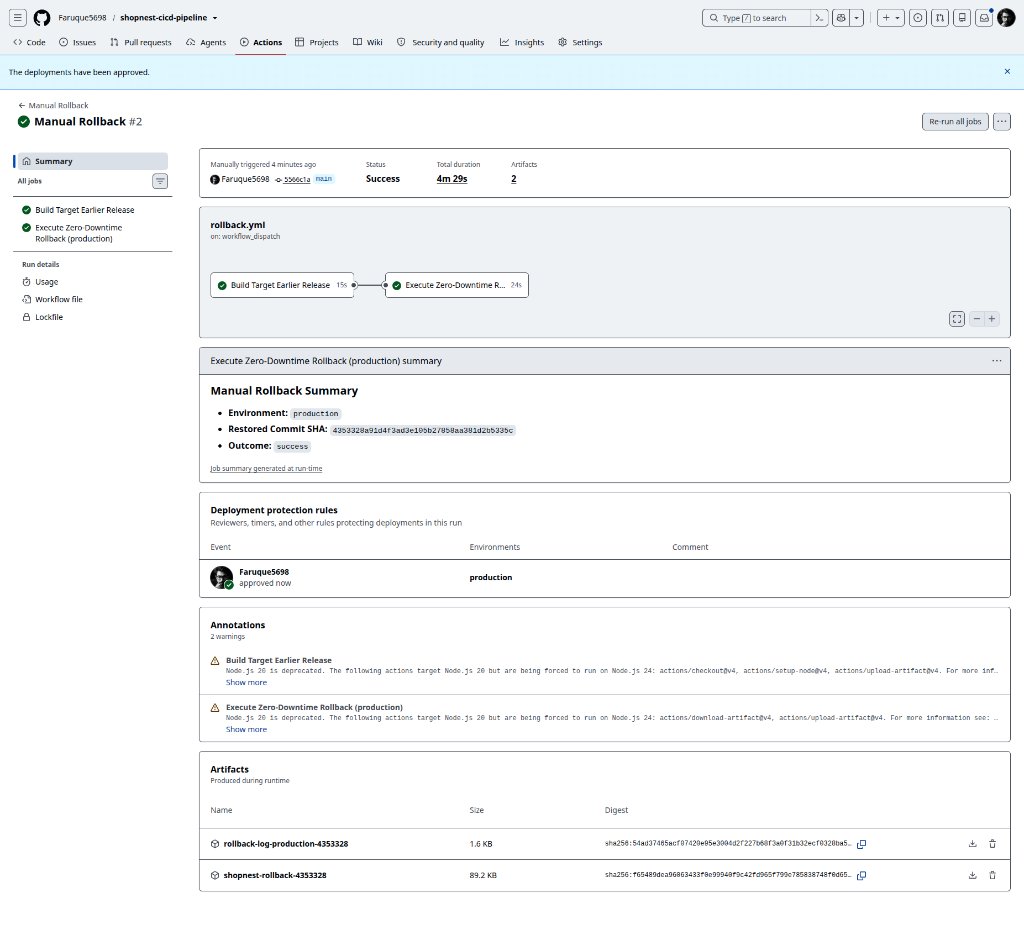 Faruque5698 / shopnest-cicd-pipeline
Type / to search
Code Issues Pull requests Agents Actions Projects Wiki Security and quality Insights Settings
The deployments have been approved.
← Manual Rollback
Manual Rollback #2
Re-run all jobs
Summary
All jobs
Build Target Earlier Release
Execute Zero-Downtime
Rollback (production)
Run details
Usage
Workflow file
Lockfile
Manually triggered 4 minutes ago
Faruque5698 5566c1a main
Status
Success
Total duration
4m 29s
Artifacts
2
rollback.yml
on: workflow_dispatch
Build Target Earlier Release 15s
Execute Zero-Downtime R... 24s
Execute Zero-Downtime Rollback (production) summary
Manual Rollback Summary
• Environment: production
• Restored Commit SHA:
• Outcome: success
Job summary generated at run-time
Deployment protection rules
Reviewers, timers, and other rules protecting deployments in this run
Event Environments Comment
Faruque5698
approved now
production
Annotations
2 warnings
Build Target Earlier Release
Node.js 20 is deprecated. The following actions target Node.js 20 but are being forced to run on Node.js 24: actions/checkout@v4, actions/setup-node@v4, actions/upload-artifact@v4. For more inf…
Show more
Execute Zero-Downtime Rollback (production)
Node.js 20 is deprecated. The following actions target Node.js 20 but are being forced to run on Node.js 24: actions/download-artifact@v4, actions/upload-artifact@v4. For more information see: …
Show more
Artifacts
Produced during runtime
Name Size Digest
rollback-log-production-4353328 1.6 KB
shopnest-rollback-4353328 89.2 KB